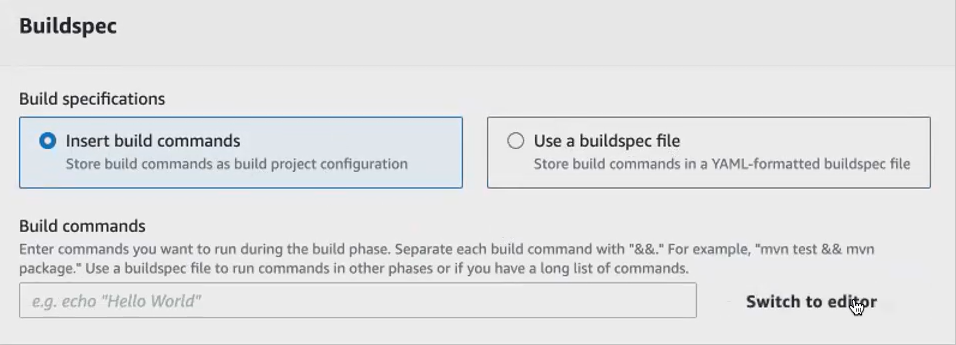 Buildspec
Build specifications
Insert build commands
Store build commands as build project configuration
Use a buildspec file
Store build commands in a YAML-formatted buildspec file
Build commands
Enter commands you want to run during the build phase. Separate each build command with "&&." For example, "mvn test && mvn
package." Use a buildspec file to run commands in other phases or if you have a long list of commands.
e.g. echo "Hello World"
Switch to editor